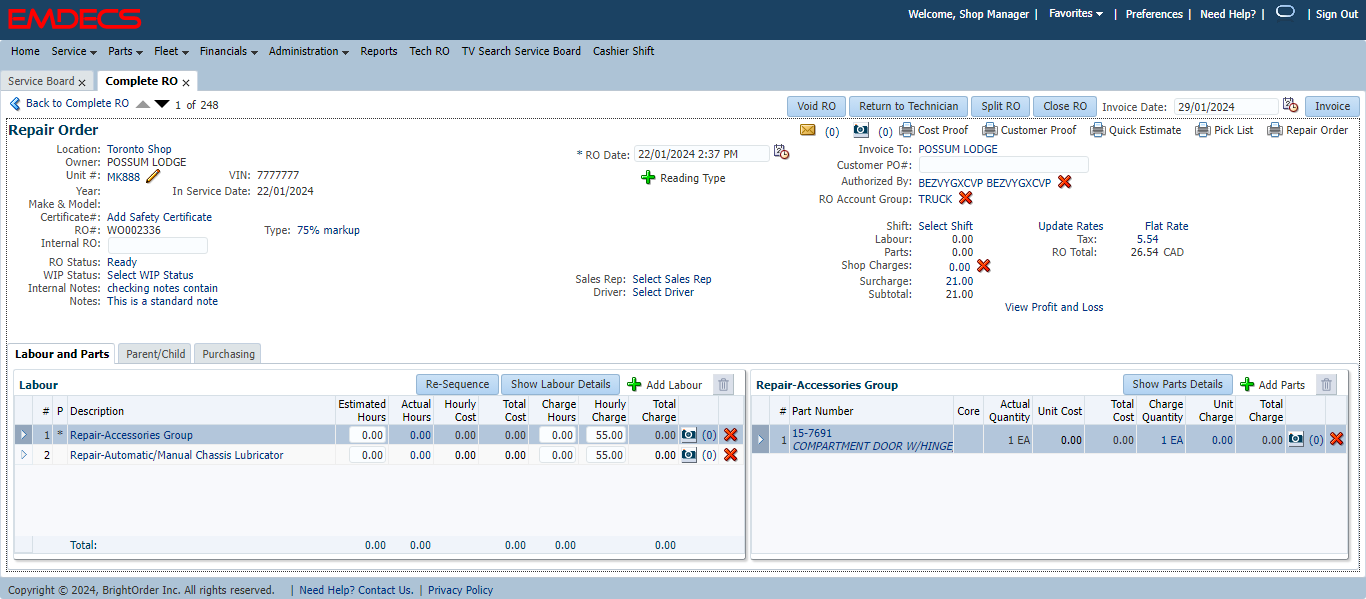 EMDECS
Welcome, Shop Manager | Favorites | Preferences | Need Help? | | Sign Out
Home Service Parts Fleet Financials Administration Reports Tech RO TV Search Service Board Cashier Shift
Service Board x Complete RO x
Back to Complete RO 1 of 248 Void RO Return to Technician Split RO Close RO Invoice Date: 29/01/2024 Invoice
Repair Order (0) (0) Cost Proof Customer Proof Quick Estimate Pick List Repair Order
Location: Toronto Shop * RO Date: 22/01/2024 2:37 PM Invoice To: POSSUM LODGE
Owner: POSSUM LODGE Customer PO#:
Unit #: MK888 VIN: 7777777 Reading Type Authorized By: BEZVYGXCVP BEZVYGXCVP
Year: In Service Date: 22/01/2024 RO Account Group: TRUCK
Make & Model:
Certificate#: Add Safety Certificate
RO#: WO002336 Type: 75% markup Shift: Select Shift Update Rates Flat Rate
Internal RO: Labour: 0.00 Tax: 5.54
Parts: 0.00 RO Total: 26.54 CAD
RO Status: Ready Shop Charges: 0.00
WIP Status: Select WIP Status Sales Rep: Select Sales Rep Surcharge: 21.00
Internal Notes: checking notes contain Driver: Select Driver Subtotal: 21.00
Notes: This is a standard note View Profit and Loss
Labour and Parts Parent/Child Purchasing
Labour Re-Sequence Show Labour Details Add Labour
# P Description Estimated Hours Actual Hours Hourly Cost Total Cost Charge Hours Hourly Charge Total Charge
1 * Repair-Accessories Group 0.00 0.00 0.00 0.00 0.00 55.00 0.00 (0)
2 Repair-Automatic/Manual Chassis Lubricator 0.00 0.00 0.00 0.00 0.00 55.00 0.00 (0)
Total: 0.00 0.00 0.00 0.00 0.00
Repair-Accessories Group Show Parts Details Add Parts
# Part Number Core Actual Quantity Unit Cost Total Cost Charge Quantity Unit Charge Total Charge
1 15-7691 1 EA 0.00 0.00 1 EA 0.00 0.00 (0)
COMPARTMENT DOOR W/HINGE
Copyright © 2024, BrightOrder Inc. All rights reserved. | Need Help? Contact Us. | Privacy Policy